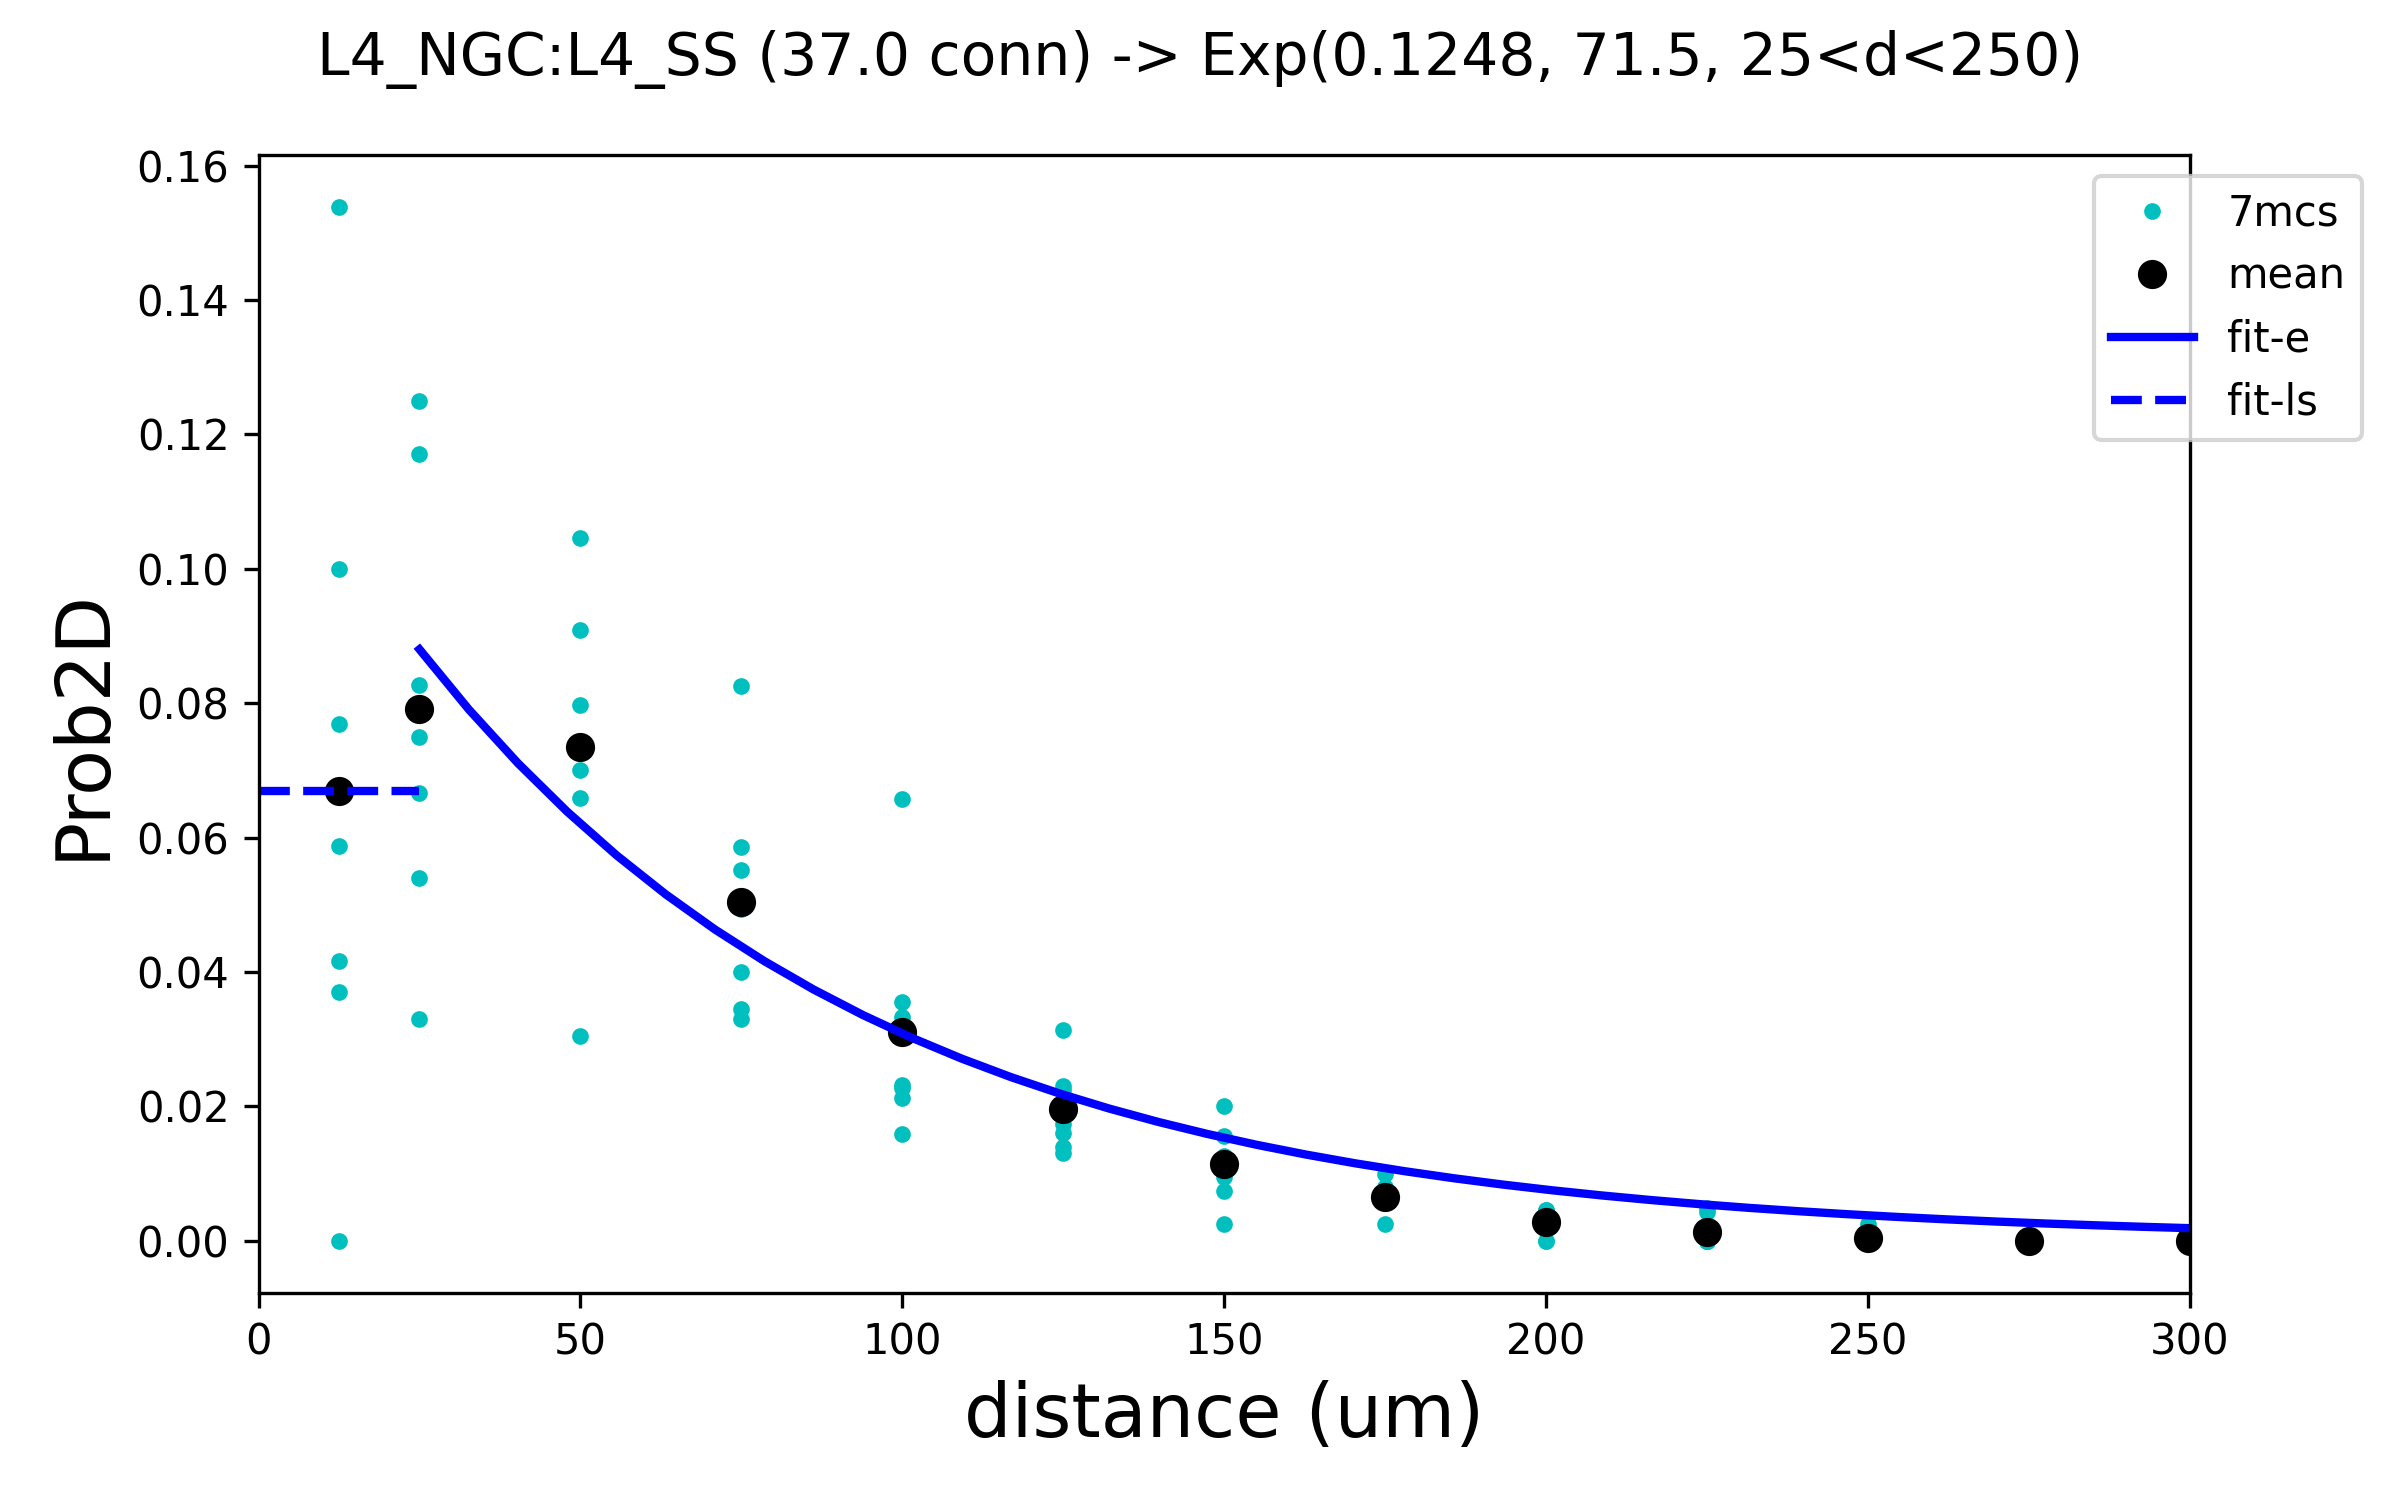 L4_NGC:L4_SS (37.0 conn) -> Exp(0.1248, 71.5, 25<d<250)
0.16
0.14
0.12
0.10
0.08
0.06
0.04
0.02
0.00
Prob2D
7mcs
mean
fit-e
fit-ls
0 50 100 150 200 250 300
distance (um)